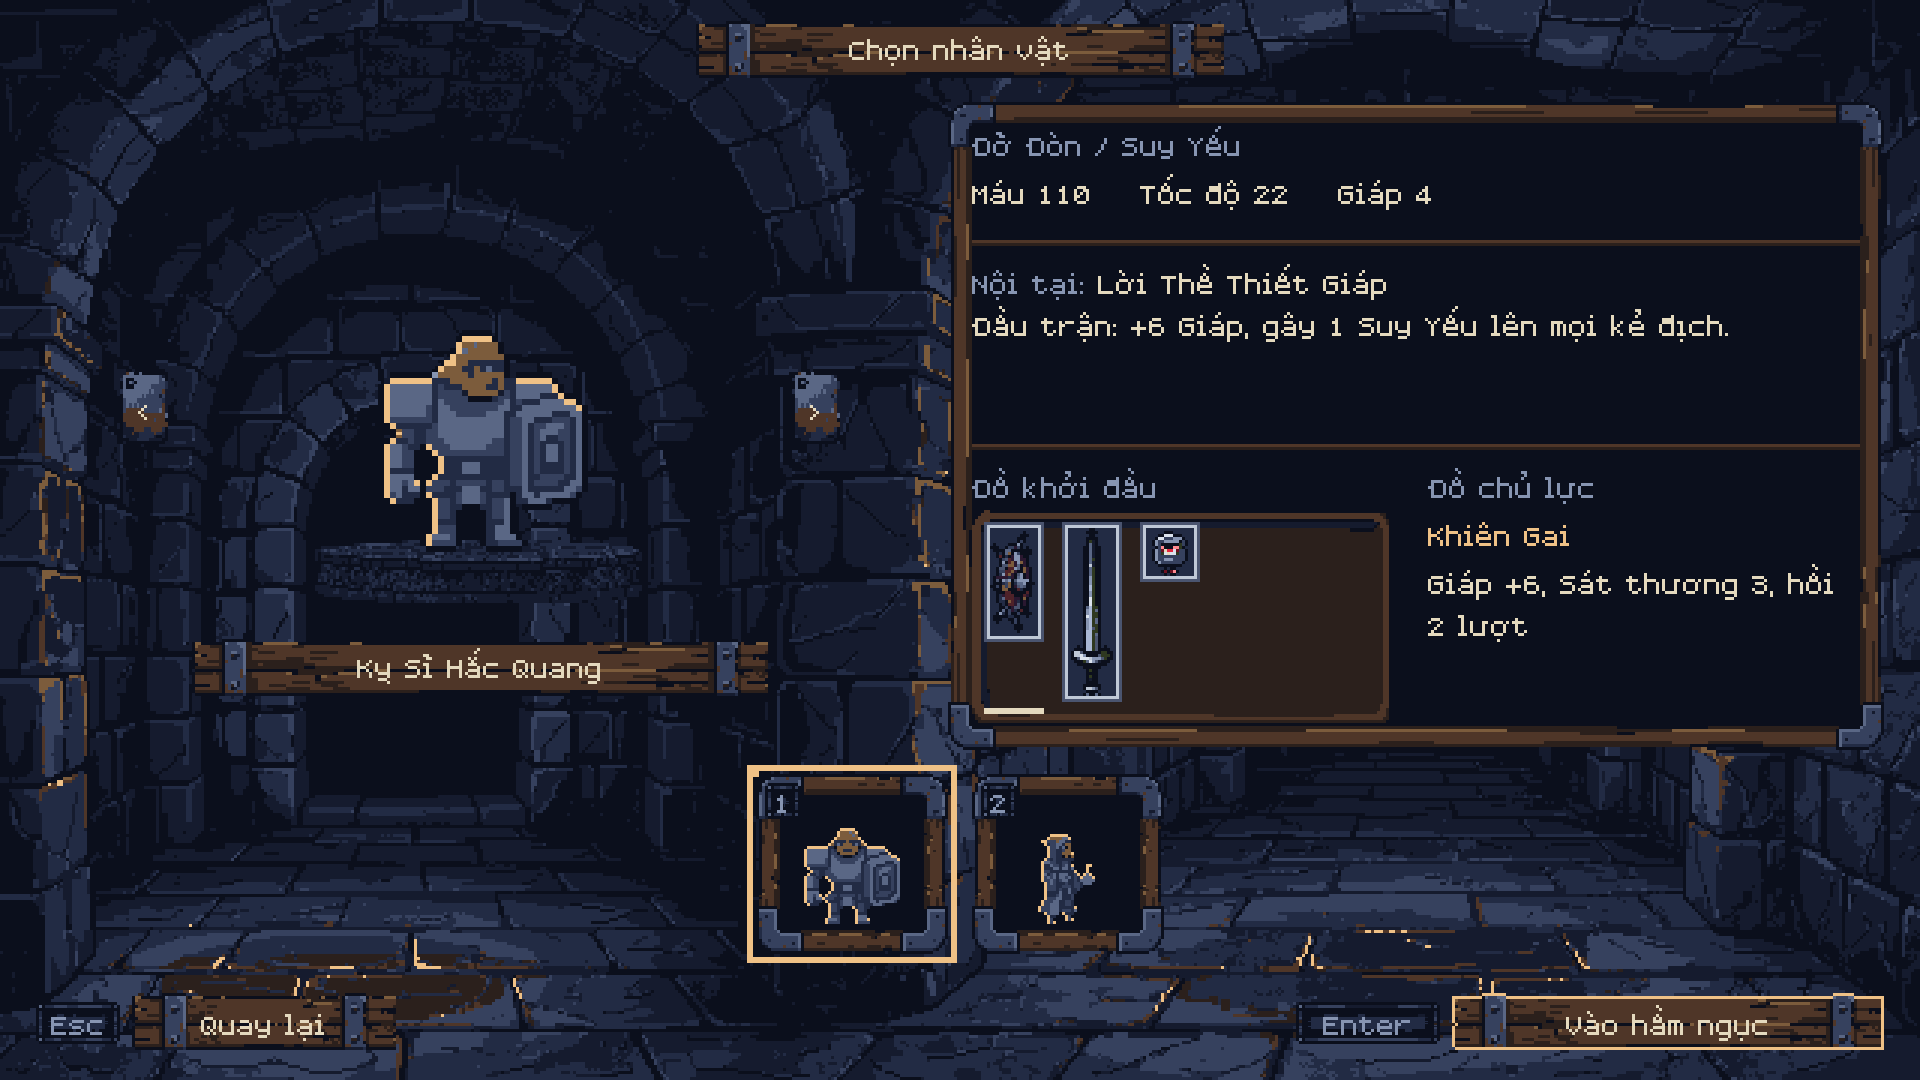 Chọn nhân vật
Đỡ Đòn / Suy Yếu
Máu 110 Tốc độ 22 Giáp 4
Nội tại: Lời Thề Thiết Giáp
Đầu trận: +6 Giáp, gây 1 Suy Yếu lên mọi kẻ địch.
Đồ khởi đầu
Đồ chủ lực
Khiên Gai
Giáp +6, Sát thương 3, hồi
2 lượt
<
>
Kỵ Sĩ Hắc Quang
1
2
Esc
Quay lại
Enter
Vào hầm ngục